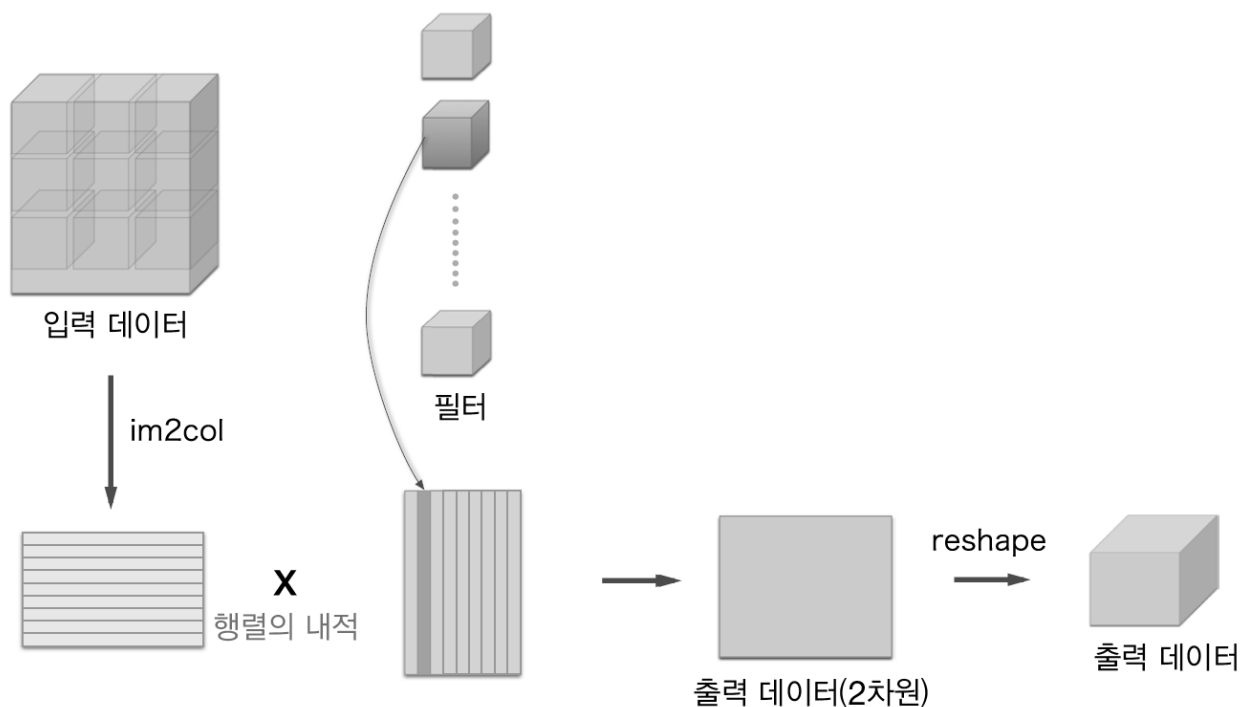 입력 데이터
필터
im2col
X
행렬의 내적
reshape
출력 데이터(2차원)
출력 데이터